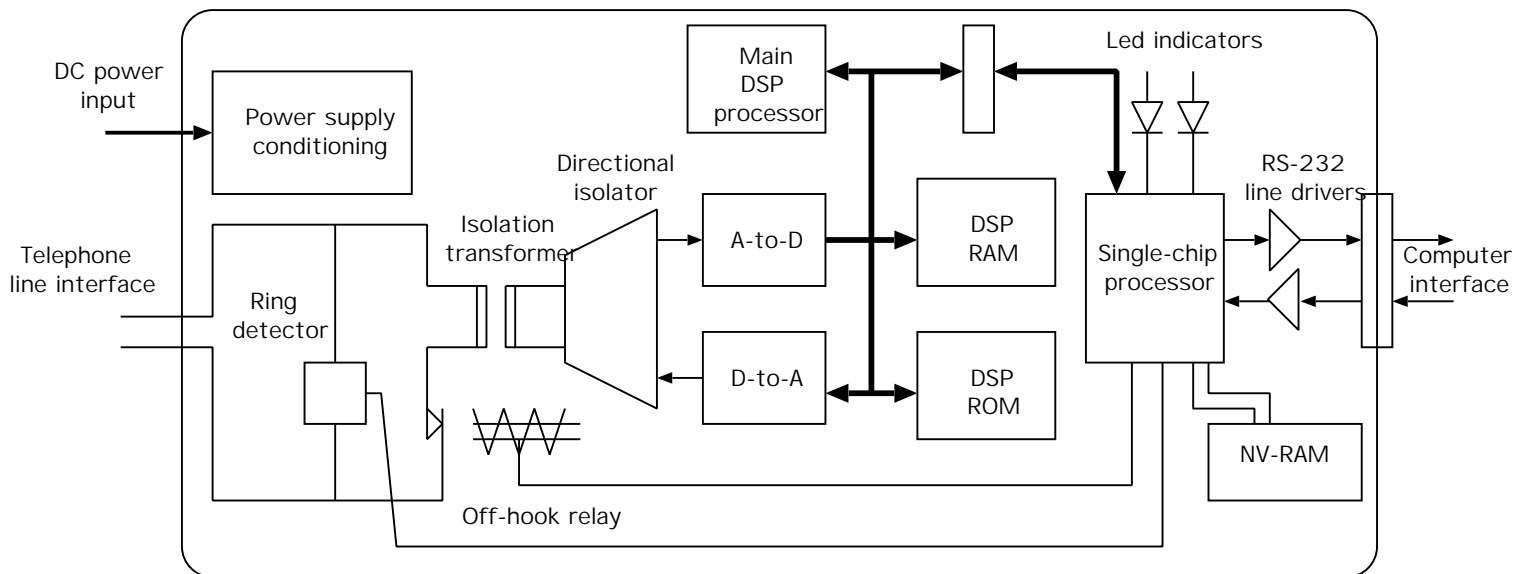 DC power
input
Power supply
conditioning
Main
DSP
processor
Led indicators
Directional
isolator
RS-232
line drivers
Telephone
line interface
Isolation
transformer
A-to-D
DSP
RAM
Single-chip
processor
Computer
interface
Ring
detector
D-to-A
DSP
ROM
NV-RAM
Off-hook relay